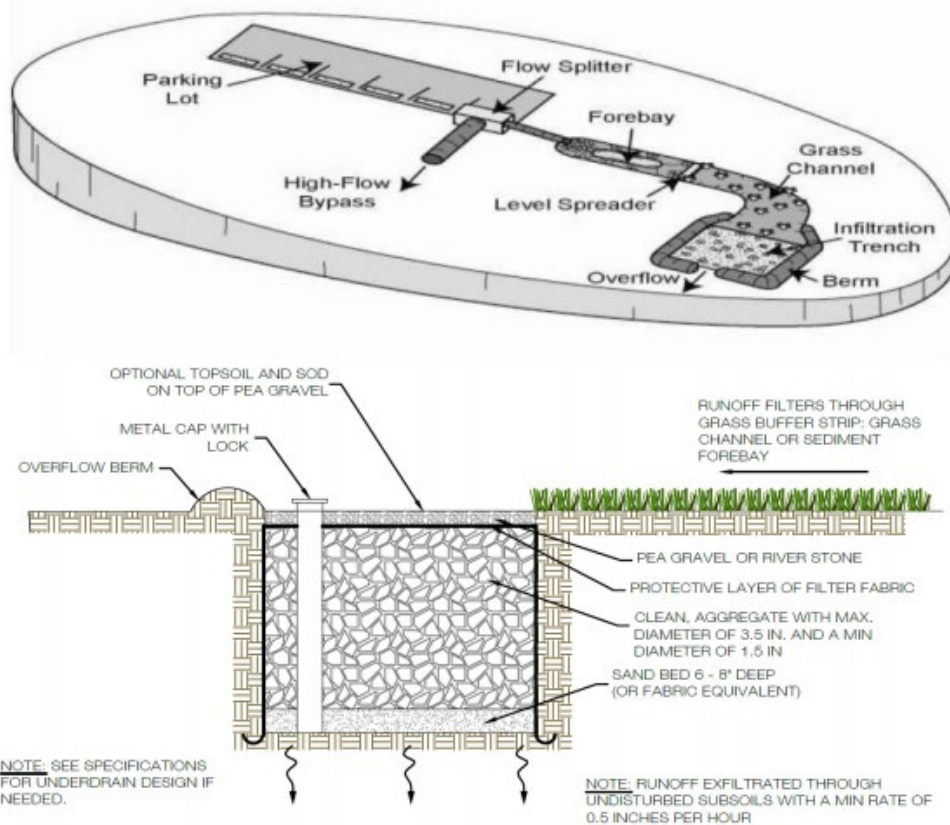 Parking
Lot
Flow Splitter
Forebay
Grass
Channel
High-Flow
Bypass
Level Spreader
Infiltration
Trench
Overflow
Berm
OPTIONAL TOPSOIL AND SOD
ON TOP OF PEA GRAVEL
METAL CAP WITH
LOCK
OVERFLOW BERM
RUNOFF FILTERS THROUGH
GRASS BUFFER STRIP; GRASS
CHANNEL OR SEDIMENT
FOREBAY
PEA GRAVEL OR RIVER STONE
PROTECTIVE LAYER OF FILTER FABRIC
CLEAN, AGGREGATE WITH MAX.
DIAMETER OF 3.5 IN. AND A MIN
DIAMETER OF 1.5 IN
SAND BED 6 - 8" DEEP
(OR FABRIC EQUIVALENT)
NOTE: SEE SPECIFICATIONS
FOR UNDERDRAIN DESIGN IF
NEEDED.
NOTE: RUNOFF EXFILTRATED THROUGH
UNDISTURBED SUBSOILS WITH A MIN RATE OF
0.5 INCHES PER HOUR